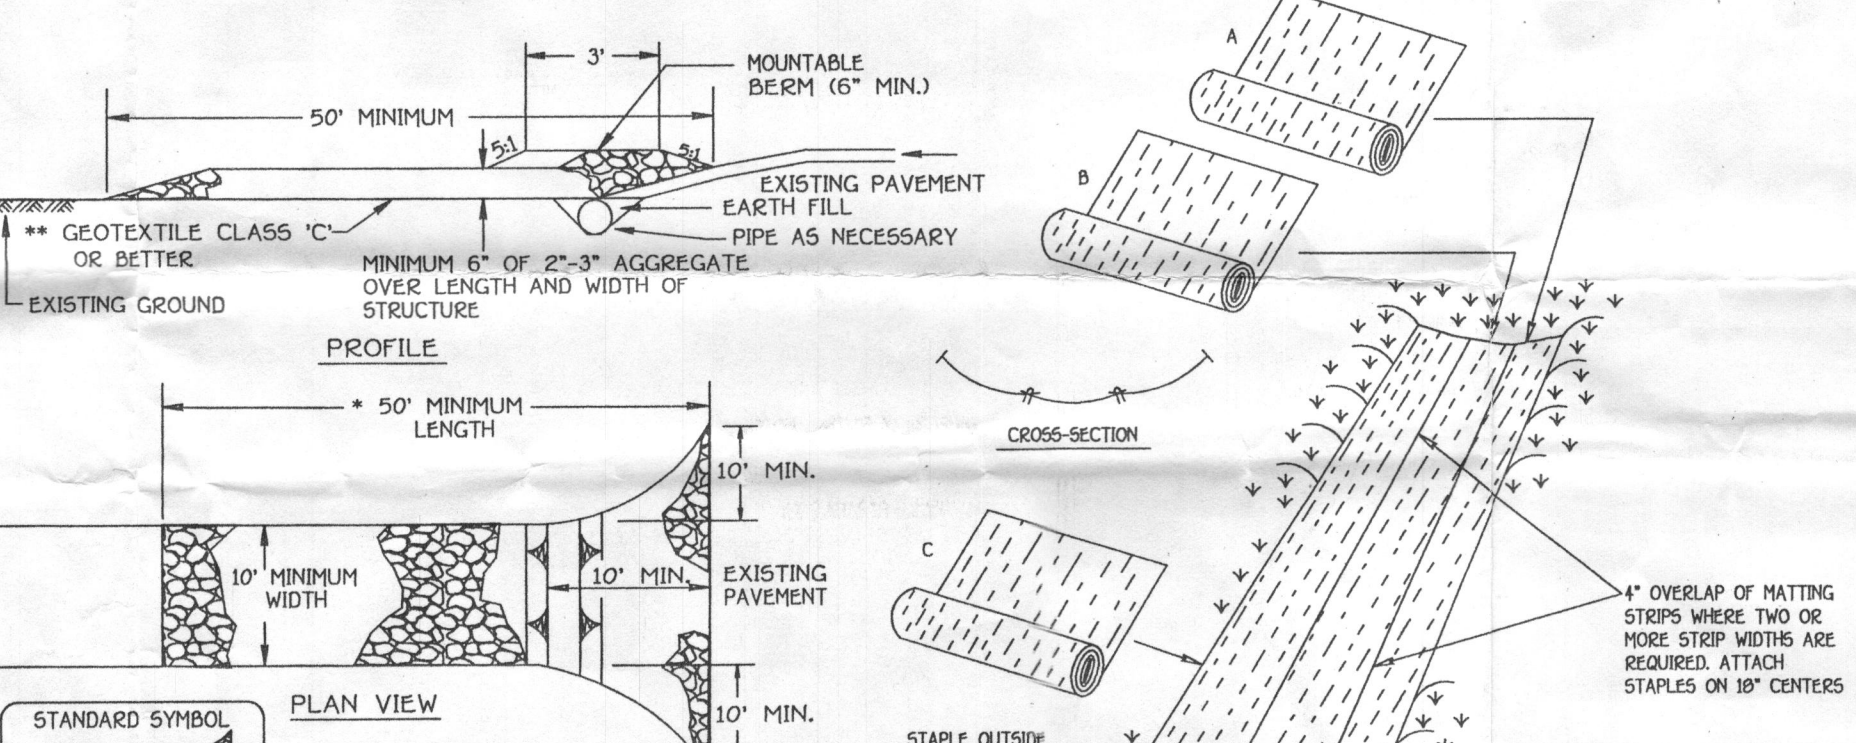 3'
MOUNTABLE
BERM (6" MIN.)
50' MINIMUM
5:1
5:1
EXISTING PAVEMENT
EARTH FILL
PIPE AS NECESSARY
** GEOTEXTILE CLASS 'C'
OR BETTER
MINIMUM 6" OF 2"-3" AGGREGATE
OVER LENGTH AND WIDTH OF
STRUCTURE
EXISTING GROUND
PROFILE
* 50' MINIMUM
LENGTH
10' MIN.
10' MINIMUM
WIDTH
10' MIN.
EXISTING
PAVEMENT
PLAN VIEW
10' MIN.
STANDARD SYMBOL
A
B
CROSS-SECTION
C
4" OVERLAP OF MATTING
STRIPS WHERE TWO OR
MORE STRIP WIDTHS ARE
REQUIRED. ATTACH
STAPLES ON 18" CENTERS
STAPLE OUTSIDE